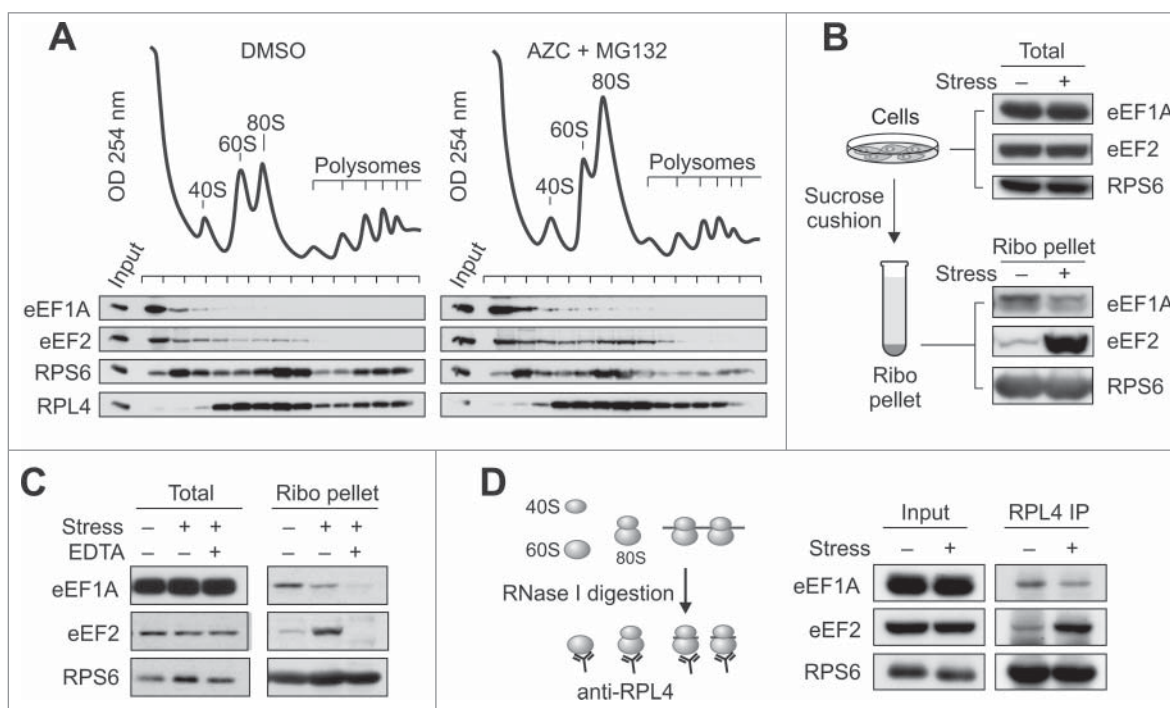 A
DMSO
AZC + MG132
OD 254 nm
40S
60S
80S
Polysomes
OD 254 nm
40S
60S
80S
Polysomes
Input
Input
eEF1A
eEF2
RPS6
RPL4
B
Total
Stress – +
Cells
eEF1A
eEF2
RPS6
Sucrose
cushion
Ribo pellet
Stress – +
eEF1A
eEF2
RPS6
Ribo
pellet
C
Total
Ribo pellet
Stress – + + – + +
EDTA – – + – – +
eEF1A
eEF2
RPS6
D
40S
60S
80S
RNase I digestion
anti-RPL4
Input
RPL4 IP
Stress – + – +
eEF1A
eEF2
RPS6